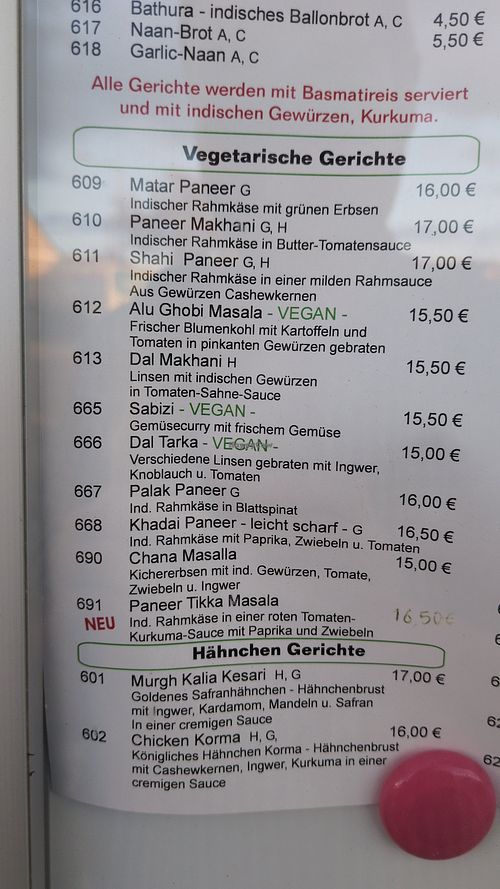 616 Bathura - indisches Ballonbrot A, C 4,50 €
617 Naan-Brot A, C 5,50 €
618 Garlic-Naan A, C
Alle Gerichte werden mit Basmatireis serviert
und mit indischen Gewürzen, Kurkuma.
Vegetarische Gerichte
609 Matar Paneer G 16,00 €
Indischer Rahmkäse mit grünen Erbsen
610 Paneer Makhani G, H 17,00 €
Indischer Rahmkäse in Butter-Tomatensauce
611 Shahi Paneer G, H 17,00 €
Indischer Rahmkäse in einer milden Rahmsauce
Aus Gewürzen Cashewkernen
612 Alu Ghobi Masala - VEGAN - 15,50 €
Frischer Blumenkohl mit Kartoffeln und
Tomaten in pinkanten Gewürzen gebraten
613 Dal Makhani H 15,50 €
Linsen mit indischen Gewürzen
in Tomaten-Sahne-Sauce
665 Sabizi - VEGAN - 15,50 €
Gemüsecurry mit frischem Gemüse
666 Dal Tarka - VEGAN - 15,00 €
Verschiedene Linsen gebraten mit Ingwer,
Knoblauch u. Tomaten
667 Palak Paneer G 16,00 €
Ind. Rahmkäse in Blattspinat
668 Khadai Paneer - leicht scharf - G 16,50 €
Ind. Rahmkäse mit Paprika, Zwiebeln u. Tomaten
690 Chana Masalla 15,00 €
Kichererbsen mit ind. Gewürzen, Tomate,
Zwiebeln u. Ingwer
691 Paneer Tikka Masala
NEU Ind. Rahmkäse in einer roten Tomaten- 16,50€
Kurkuma-Sauce mit Paprika und Zwiebeln
Hähnchen Gerichte
601 Murgh Kalia Kesari H, G 17,00 €
Goldenes Safranhähnchen - Hähnchenbrust
mit Ingwer, Kardamom, Mandeln u. Safran
In einer cremigen Sauce
602 Chicken Korma H, G, 16,00 €
Königliches Hähnchen Korma - Hähnchenbrust
mit Cashewkernen, Ingwer, Kurkuma in einer
cremigen Sauce